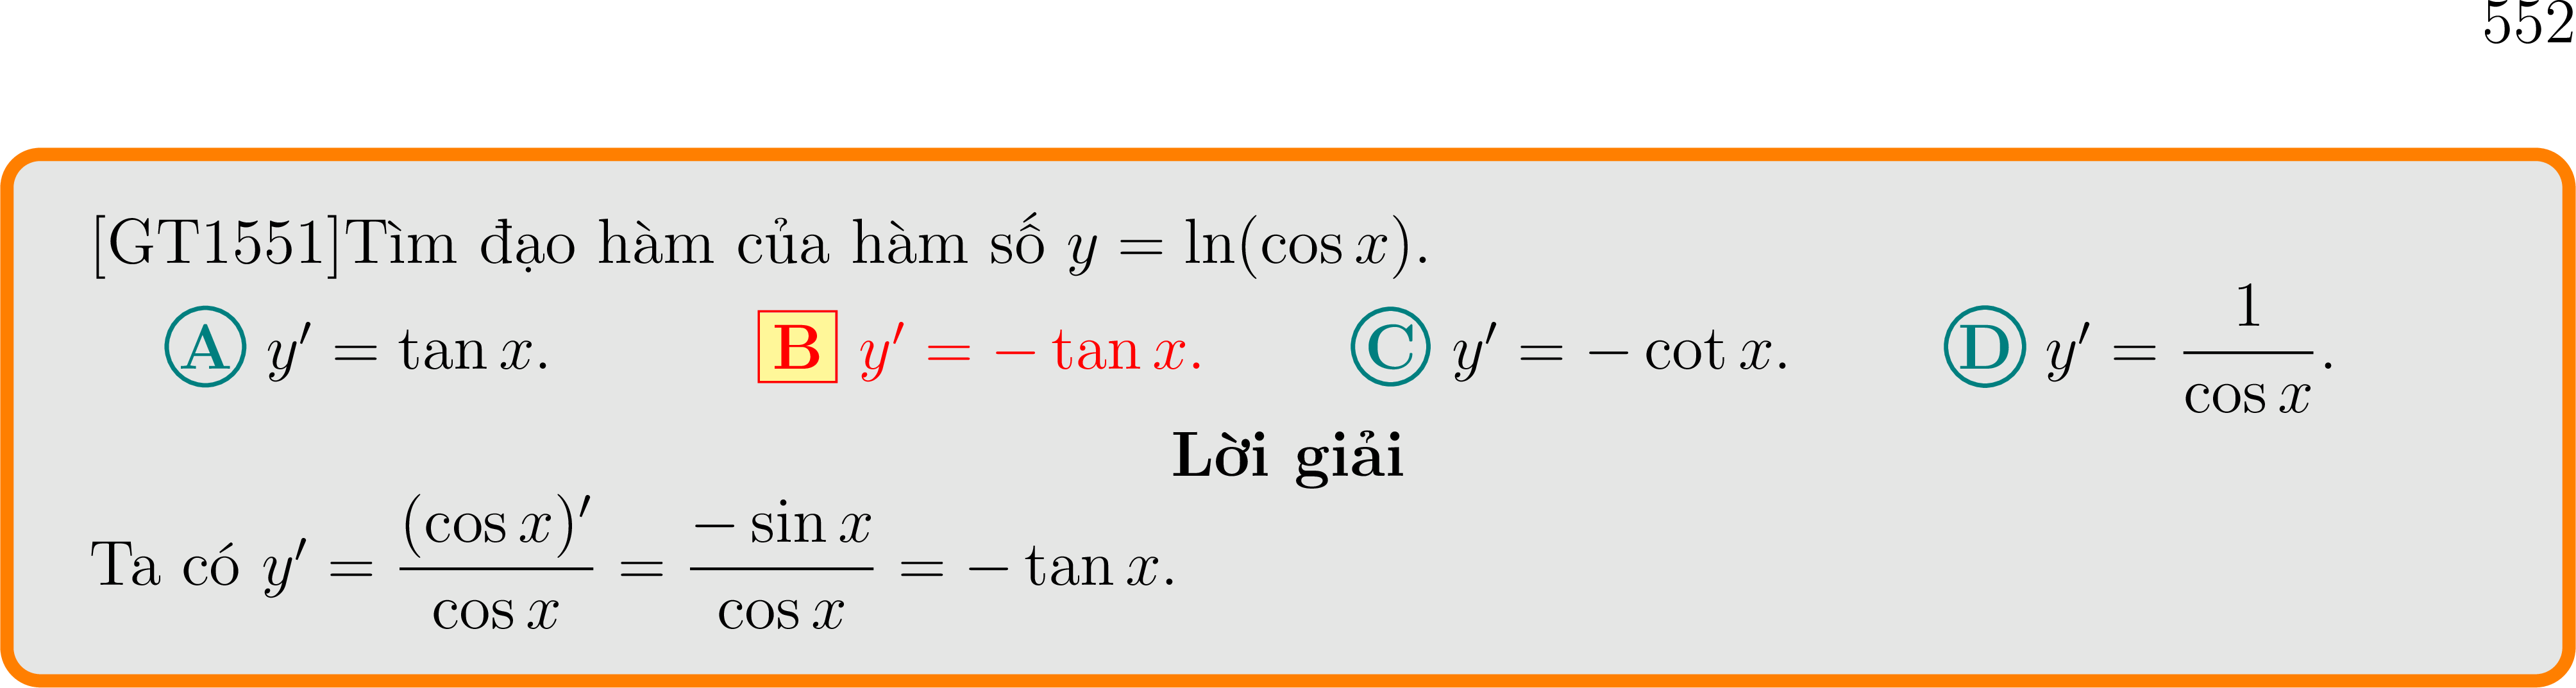 552
[GT1551]Tìm đạo hàm của hàm số $y = \ln(\cos x)$.
A $y' = \tan x$. B $y' = -\tan x$. C $y' = -\cot x$. D $y' = \frac{1}{\cos x}$.
Lời giải
Ta có $y' = \frac{(\cos x)'}{\cos x} = \frac{-\sin x}{\cos x} = -\tan x$.